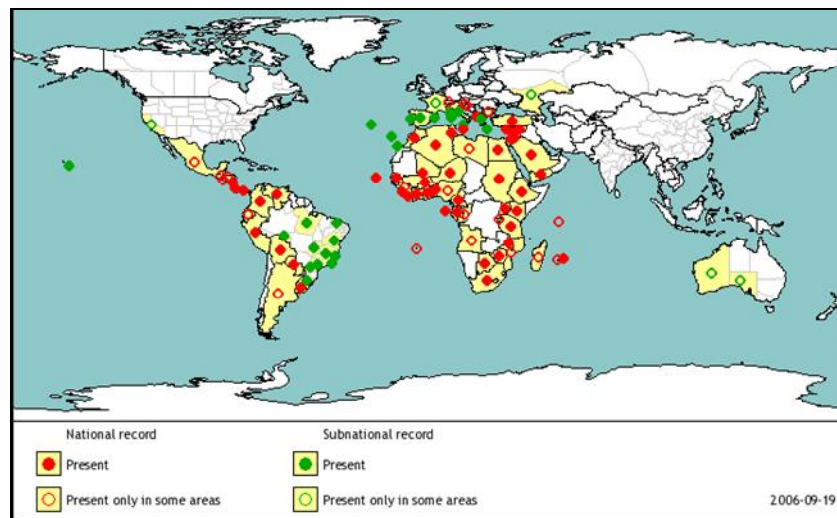 National record
Subnational record
Present
Present
Present only in some areas
Present only in some areas
2006-09-19